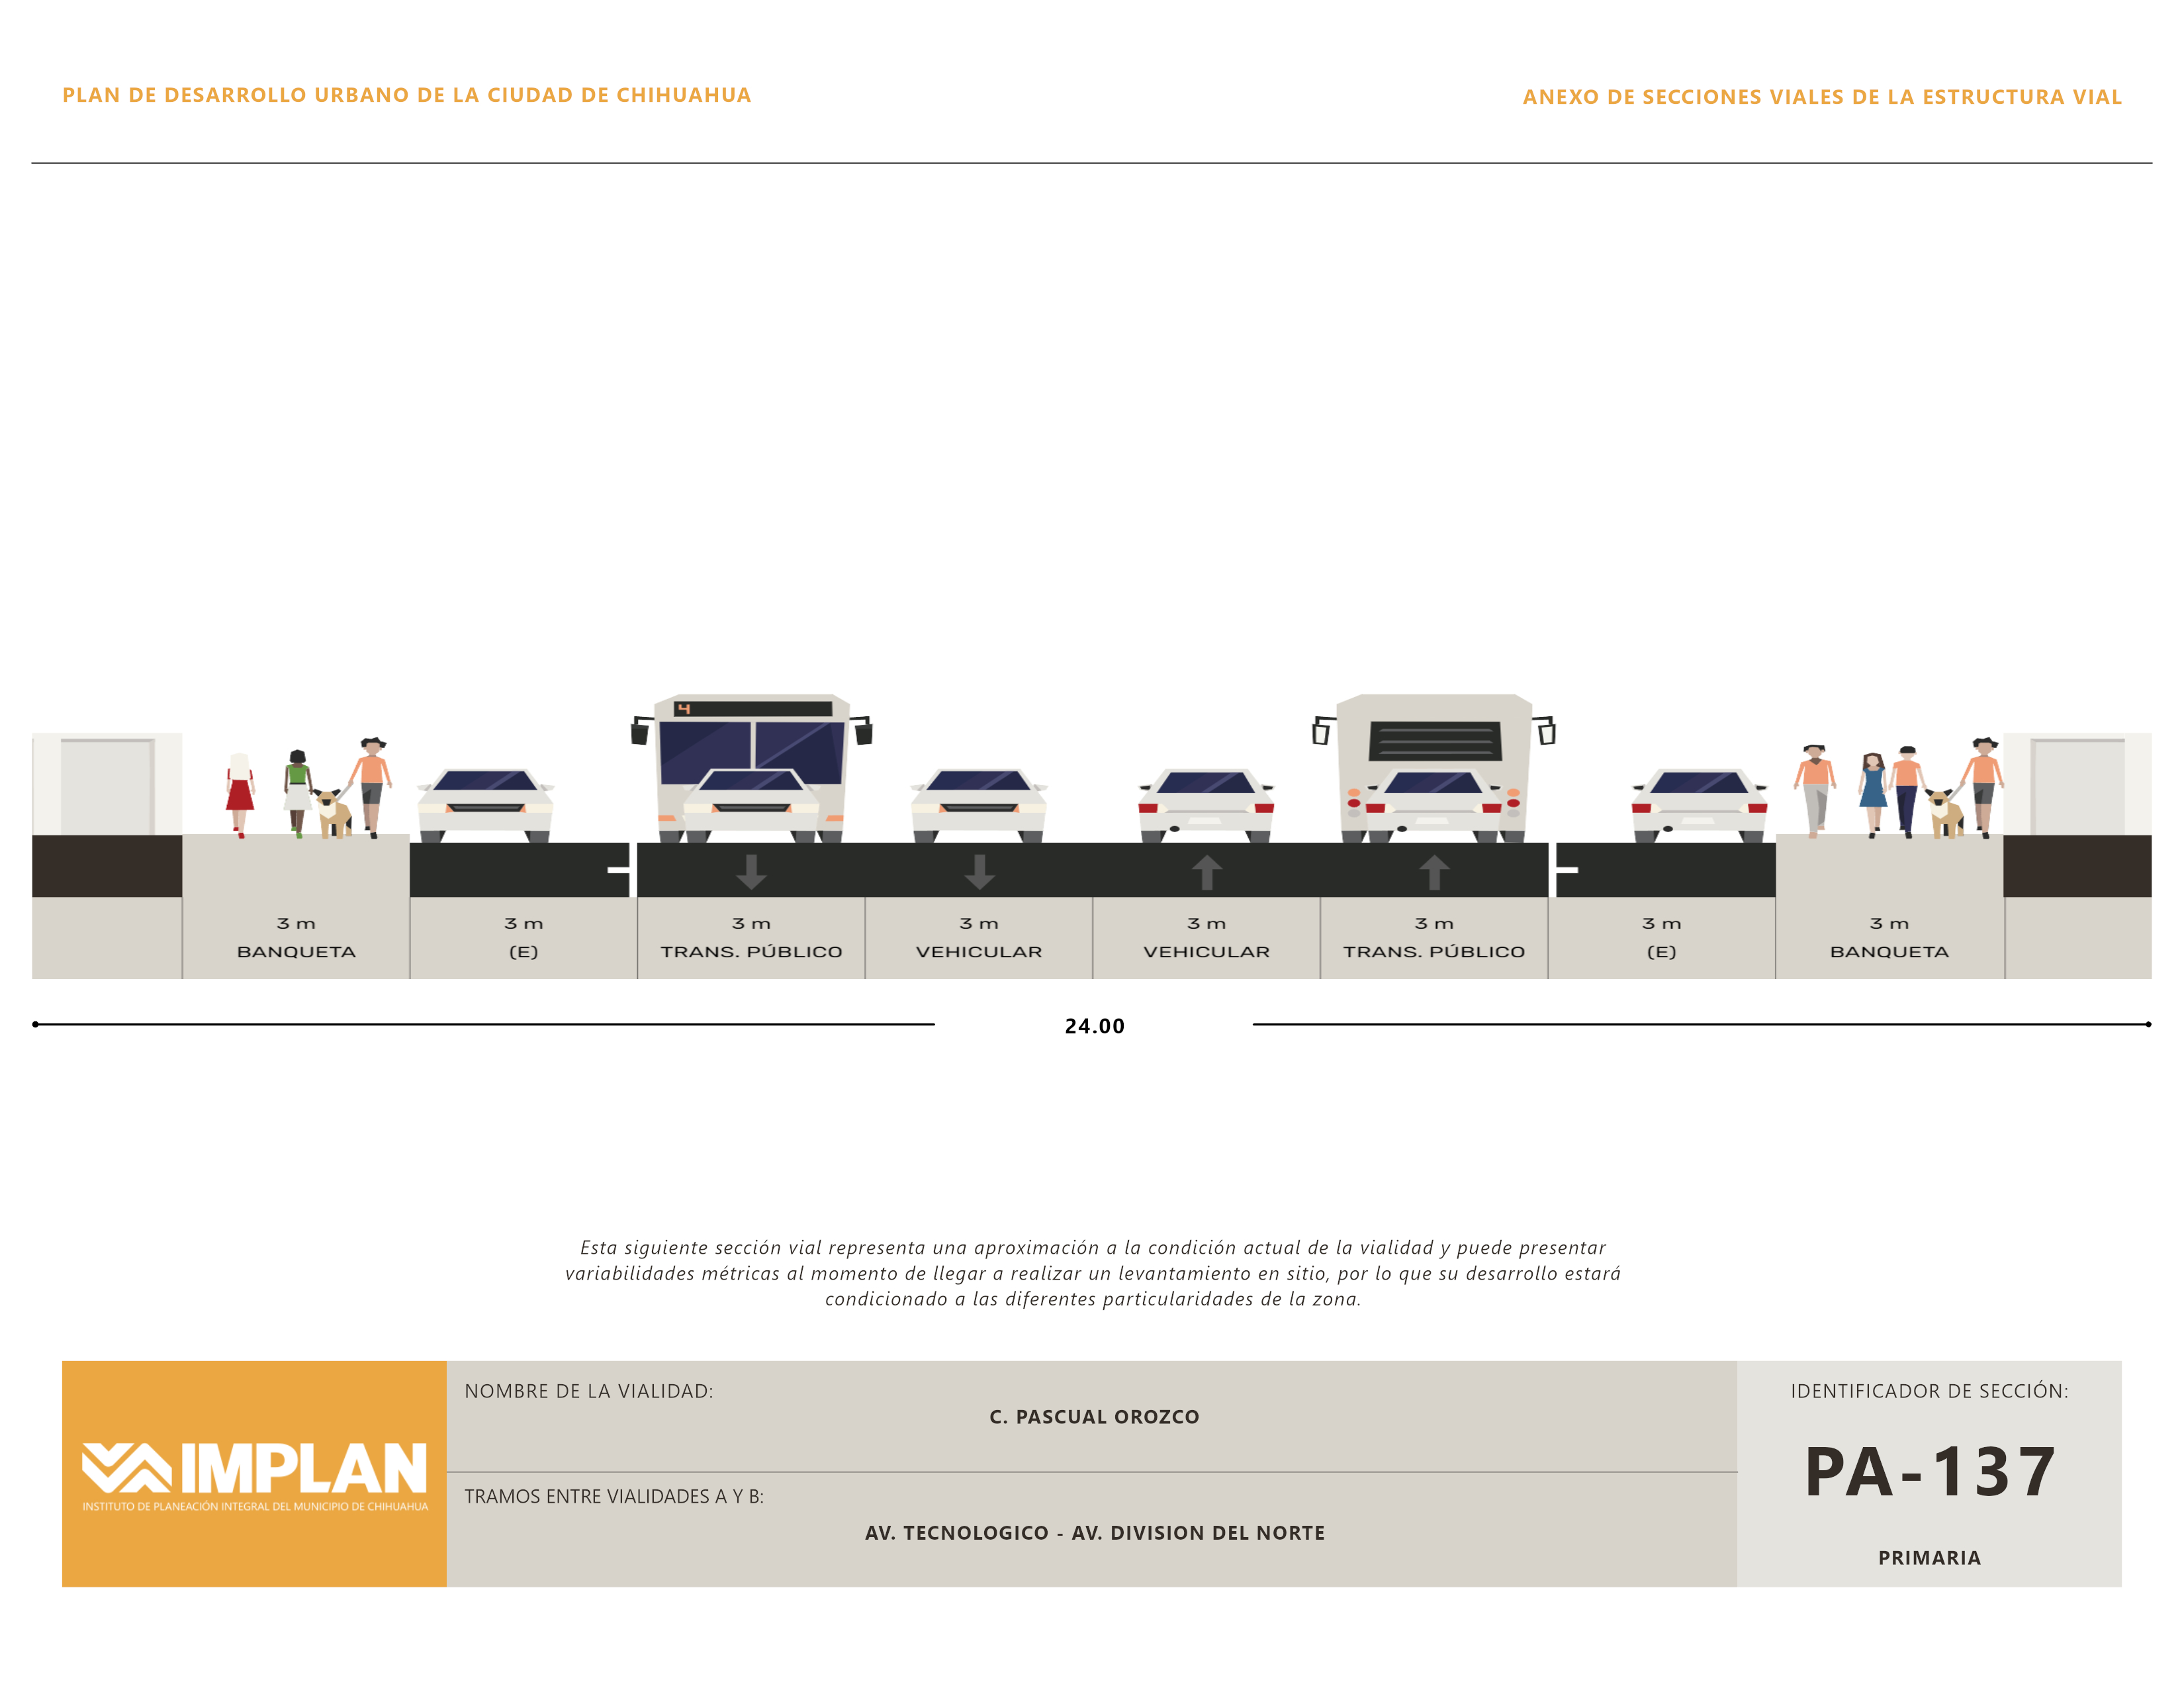 PLAN DE DESARROLLO URBANO DE LA CIUDAD DE CHIHUAHUA
ANEXO DE SECCIONES VIALES DE LA ESTRUCTURA VIAL
4
3 m
BANQUETA
3 m
(E)
3 m
TRANS. PÚBLICO
3 m
VEHICULAR
3 m
VEHICULAR
3 m
TRANS. PÚBLICO
3 m
(E)
3 m
BANQUETA
24.00
Esta siguiente sección vial representa una aproximación a la condición actual de la vialidad y puede presentar
variabilidades métricas al momento de llegar a realizar un levantamiento en sitio, por lo que su desarrollo estará
condicionado a las diferentes particularidades de la zona.
IMPLAN
INSTITUTO DE PLANEACIÓN INTEGRAL DEL MUNICIPIO DE CHIHUAHUA
NOMBRE DE LA VIALIDAD:
C. PASCUAL OROZCO
TRAMOS ENTRE VIALIDADES A Y B:
AV. TECNOLOGICO - AV. DIVISION DEL NORTE
IDENTIFICADOR DE SECCIÓN:
PA-137
PRIMARIA